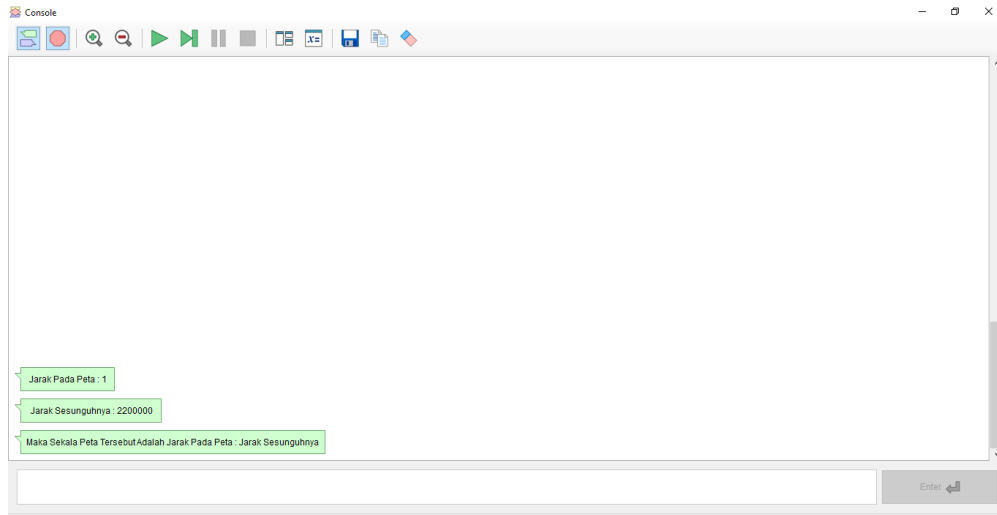 Console
x=
Jarak Pada Peta : 1
Jarak Sesunguhnya : 2200000
Maka Sekala Peta Tersebut Adalah Jarak Pada Peta : Jarak Sesunguhnya
Enter